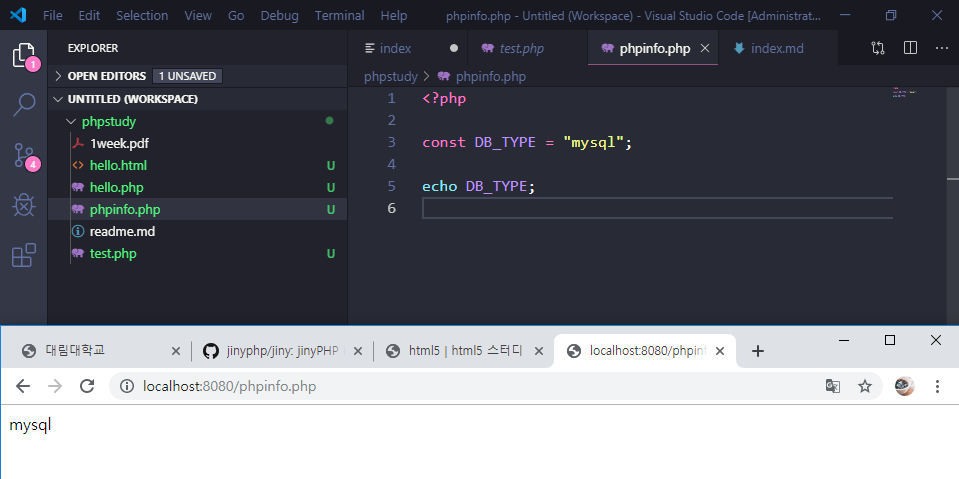 File Edit Selection View Go Debug Terminal Help phpinfo.php - Untitled (Workspace) - Visual Studio Code [Administrat...
EXPLORER
OPEN EDITORS 1 UNSAVED
UNTITLED (WORKSPACE)
phpstudy
1week.pdf
hello.html U
hello.php U
phpinfo.php U
readme.md
test.php U
1
4
index test.php phpinfo.php index.md
phpstudy > phpinfo.php
1 <?php
2
3 const DB_TYPE = "mysql";
4
5 echo DB_TYPE;
6
대림대학교 jinyphp/jiny: jinyPHP html5 | html5 스터디 localhost:8080/phpinf
localhost:8080/phpinfo.php
mysql